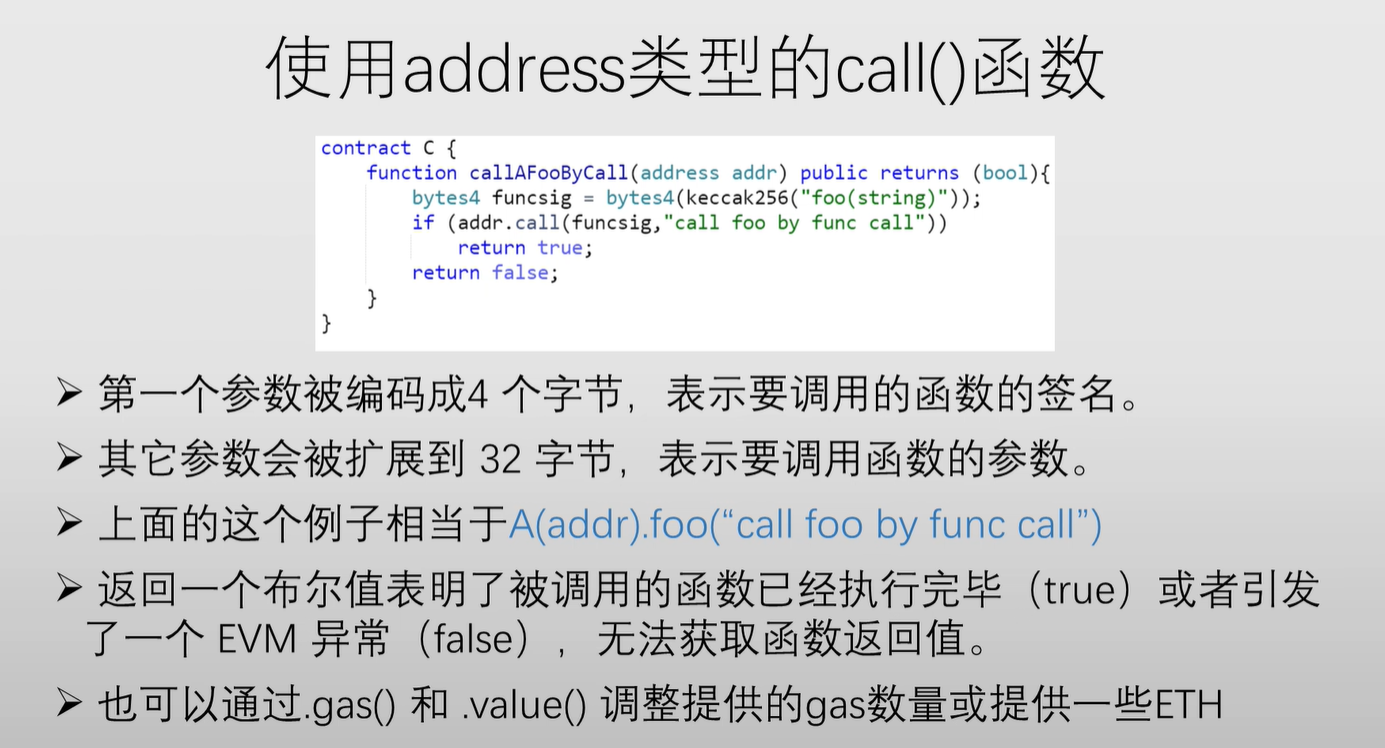 使用address类型的call()函数
contract C {
    function callAFooByCall(address addr) public returns (bool){
        bytes4 funcsig = bytes4(keccak256("foo(string)"));
        if (addr.call(funcsig,"call foo by func call"))
            return true;
        return false;
    }
}
➢ 第一个参数被编码成4 个字节，表示要调用的函数的签名。
➢ 其它参数会被扩展到 32 字节，表示要调用函数的参数。
➢ 上面的这个例子相当于A(addr).foo(“call foo by func call”)
➢ 返回一个布尔值表明了被调用的函数已经执行完毕（true）或者引发
了一个 EVM 异常（false），无法获取函数返回值。
➢ 也可以通过.gas() 和 .value() 调整提供的gas数量或提供一些ETH